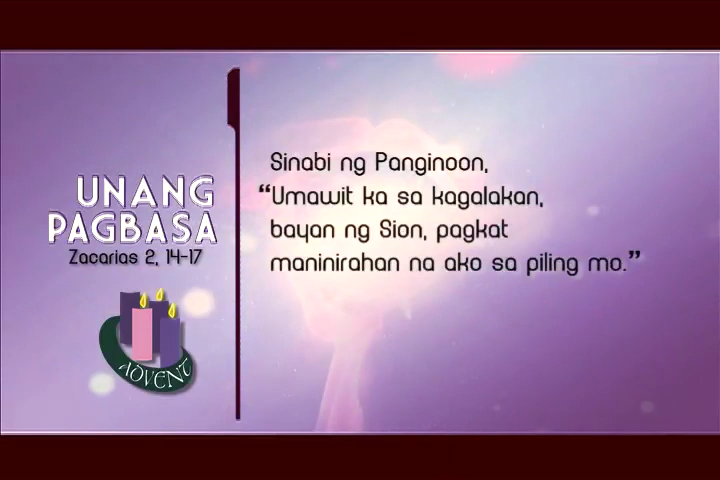 UNANG
PAGBASA
Zacarias 2, 14-17
ADVENT
Sinabi ng Panginoon,
“Umawit ka sa kagalakan,
bayan ng Sion, pagkat
maninirahan na ako sa piling mo.”